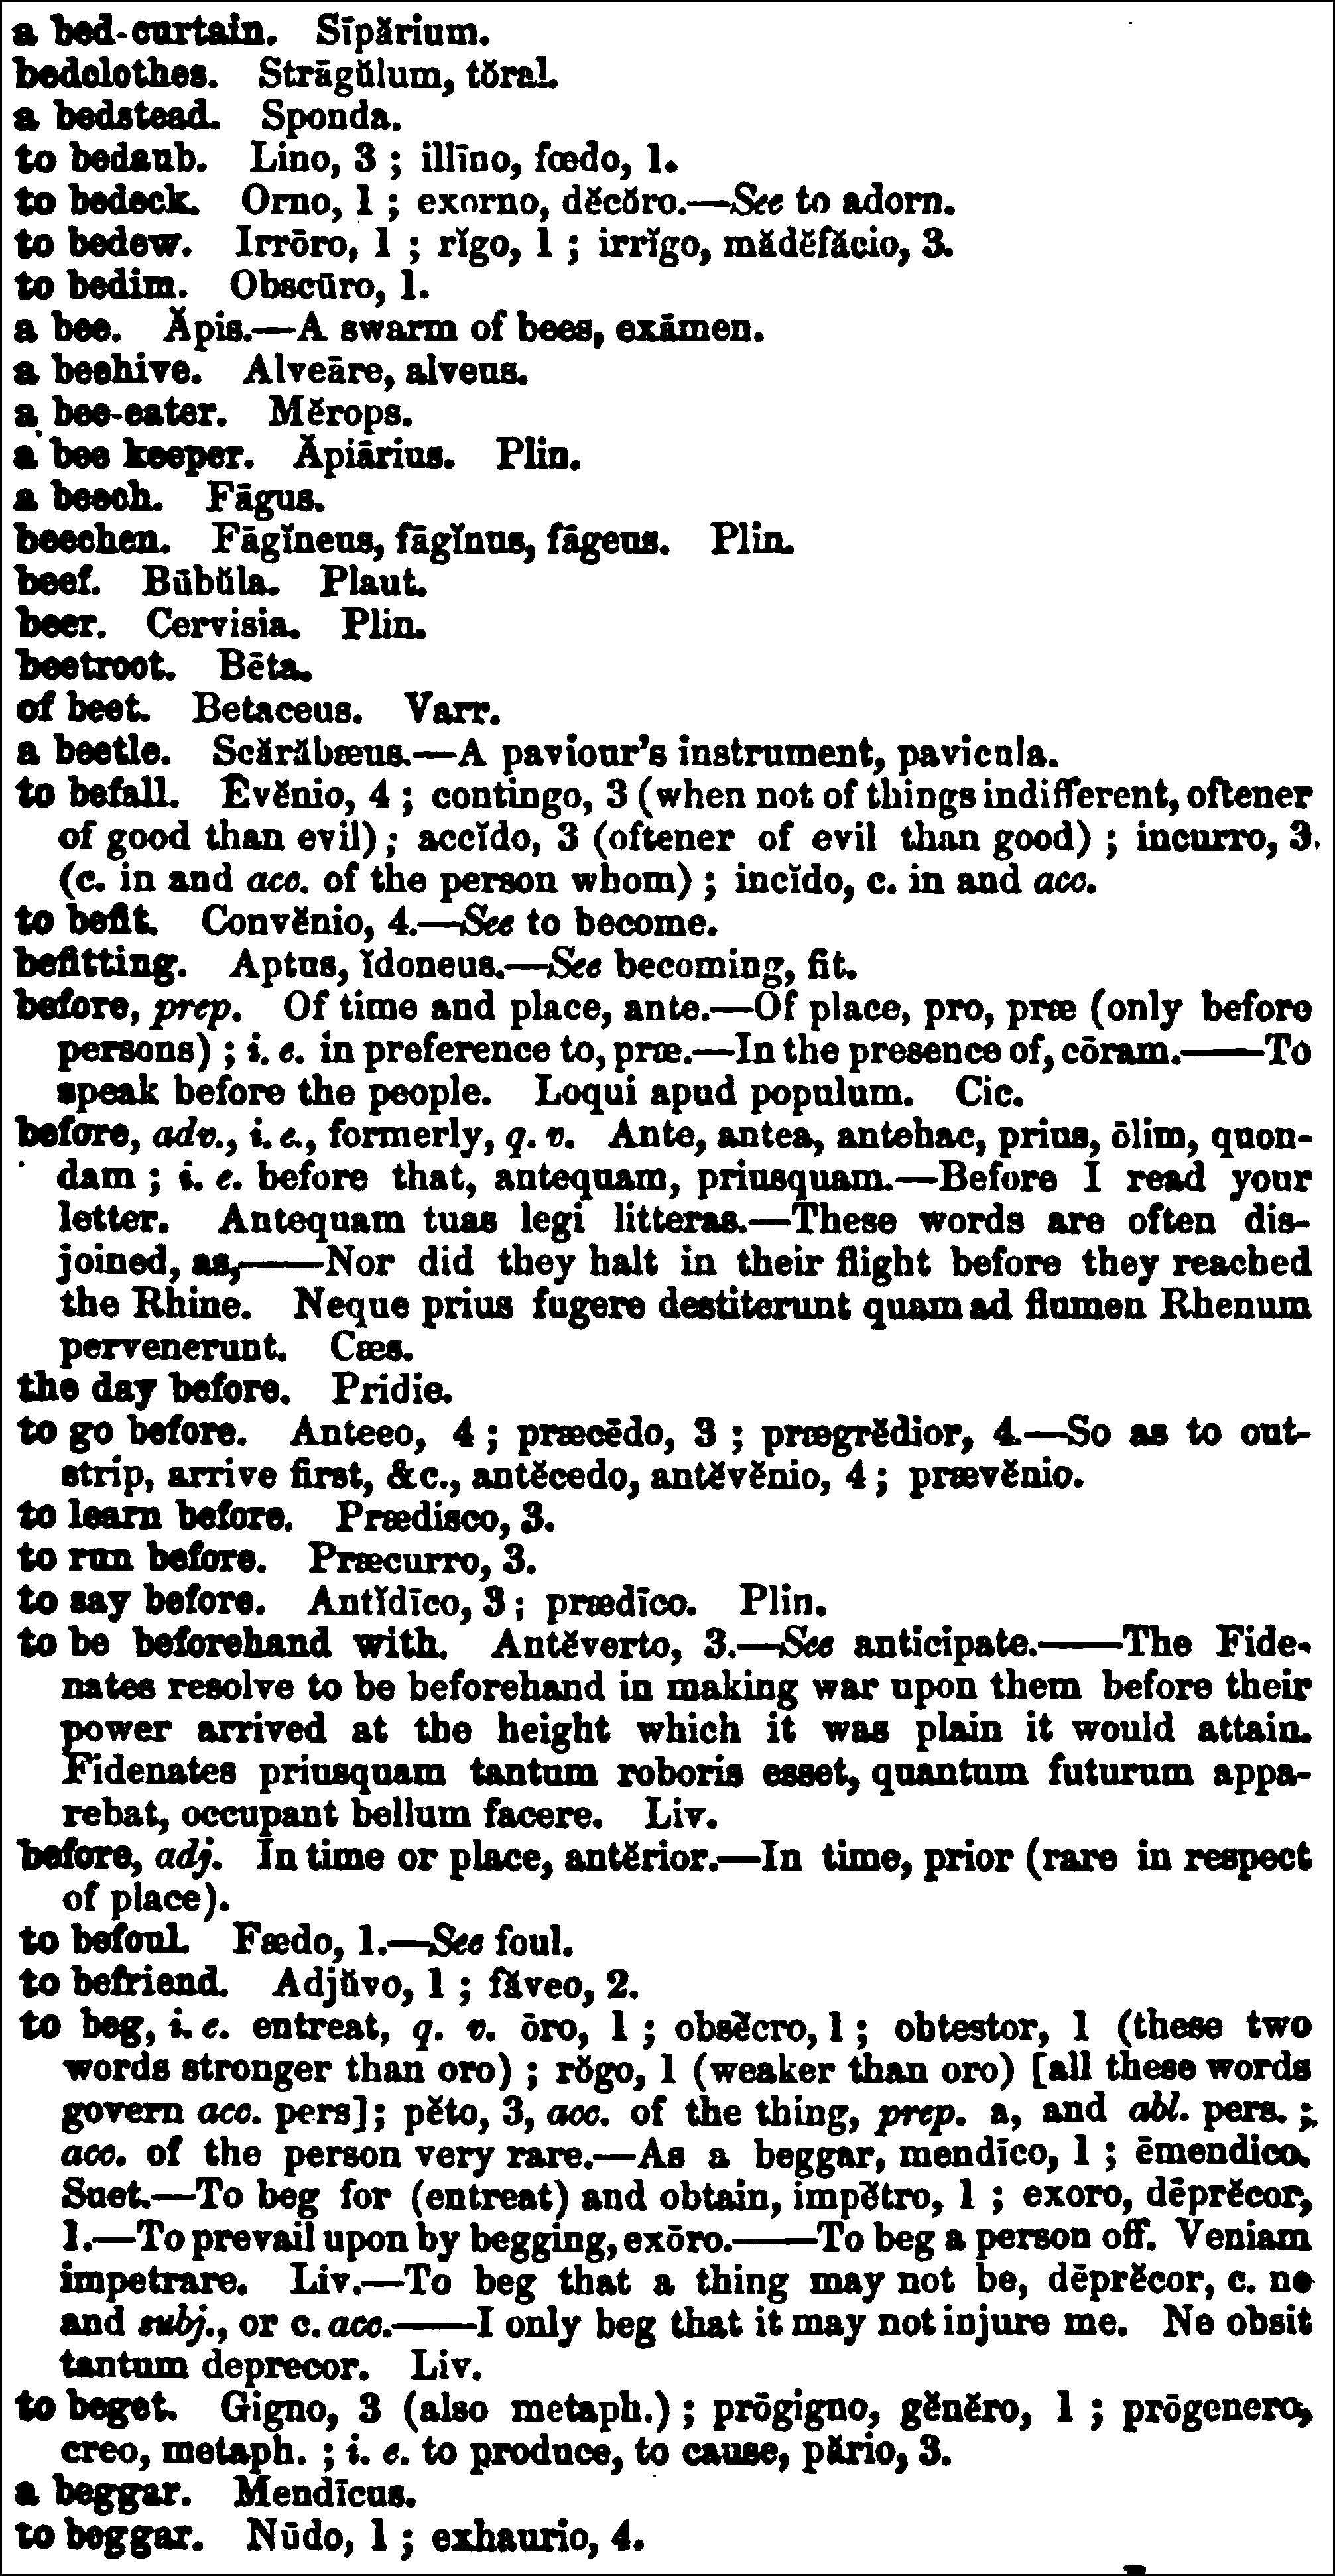 a bed-curtain. Sīpărium.
bedclothes. Strāgŭlum, tŏral.
a bedstead. Sponda.
to bedaub. Lino, 3 ; illĭno, fœdo, 1.
to bedeck. Orno, 1 ; exorno, dĕcŏro.—See to adorn.
to bedew. Irrōro, 1 ; rĭgo, 1 ; irrĭgo, mădĕfăcio, 3.
to bedim. Obscūro, 1.
a bee. Ăpis.—A swarm of bees, exāmen.
a beehive. Alveāre, alveus.
a bee-eater. Mĕrops.
a bee keeper. Ăpiārius. Plin.
a beech. Fāgus.
beechen. Fāgĭneus, fāgĭnus, fāgeus. Plin.
beef. Būbŭla. Plaut.
beer. Cervisia. Plin.
beetroot. Bēta.
of beet. Betaceus. Varr.
a beetle. Scărăbæus.—A paviour's instrument, pavicula.
to befall. Evĕnio, 4 ; contingo, 3 (when not of things indifferent, oftener
of good than evil) ; accĭdo, 3 (oftener of evil than good) ; incurro, 3.
(c. in and acc. of the person whom) ; incĭdo, c. in and acc.
to befit. Convĕnio, 4.—See to become.
befitting. Aptus, ĭdoneus.—See becoming, fit.
before, prep. Of time and place, ante.—Of place, pro, præ (only before
persons) ; i. e. in preference to, præ.—In the presence of, cōram.——To
speak before the people. Loqui apud populum. Cic.
before, adv., i. e., formerly, q. v. Ante, antea, antehac, prius, ōlim, quon-
dam ; i. e. before that, antequam, priusquam.—Before I read your
letter. Antequam tuas legi litteras.—These words are often dis-
joined, as,——Nor did they halt in their flight before they reached
the Rhine. Neque prius fugere destiterunt quam ad flumen Rhenum
pervenerunt. Cæs.
the day before. Pridie.
to go before. Anteeo, 4 ; præcēdo, 3 ; prægrĕdior, 4.—So as to out-
strip, arrive first, &c., antĕcedo, antĕvĕnio, 4 ; prævĕnio.
to learn before. Prædisco, 3.
to run before. Præcurro, 3.
to say before. Antĭdīco, 3 ; prædīco. Plin.
to be beforehand with. Antĕverto, 3.—See anticipate.——The Fide-
nates resolve to be beforehand in making war upon them before their
power arrived at the height which it was plain it would attain.
Fidenates priusquam tantum roboris esset, quantum futurum appa-
rebat, occupant bellum facere. Liv.
before, adj. In time or place, antĕrior.—In time, prior (rare in respect
of place).
to befoul. Fædo, 1.—See foul.
to befriend. Adjŭvo, 1 ; făveo, 2.
to beg, i. e. entreat, q. v. ōro, 1 ; obsĕcro, 1 ; obtestor, 1 (these two
words stronger than oro) ; rŏgo, 1 (weaker than oro) [all these words
govern acc. pers] ; pĕto, 3, acc. of the thing, prep. a, and abl. pers. ;
acc. of the person very rare.—As a beggar, mendīco, 1 ; ēmendico.
Suet.—To beg for (entreat) and obtain, impĕtro, 1 ; exoro, dēprĕcor,
1.—To prevail upon by begging, exōro.——To beg a person off. Veniam
impetrare. Liv.—To beg that a thing may not be, dēprĕcor, c. ne
and subj., or c. acc.——I only beg that it may not injure me. Ne obsit
tantum deprecor. Liv.
to beget. Gigno, 3 (also metaph.) ; prōgigno, gĕnĕro, 1 ; prōgenero,
creo, metaph. ; i. e. to produce, to cause, părio, 3.
a beggar. Mendīcus.
to beggar. Nūdo, 1 ; exhaurio, 4.